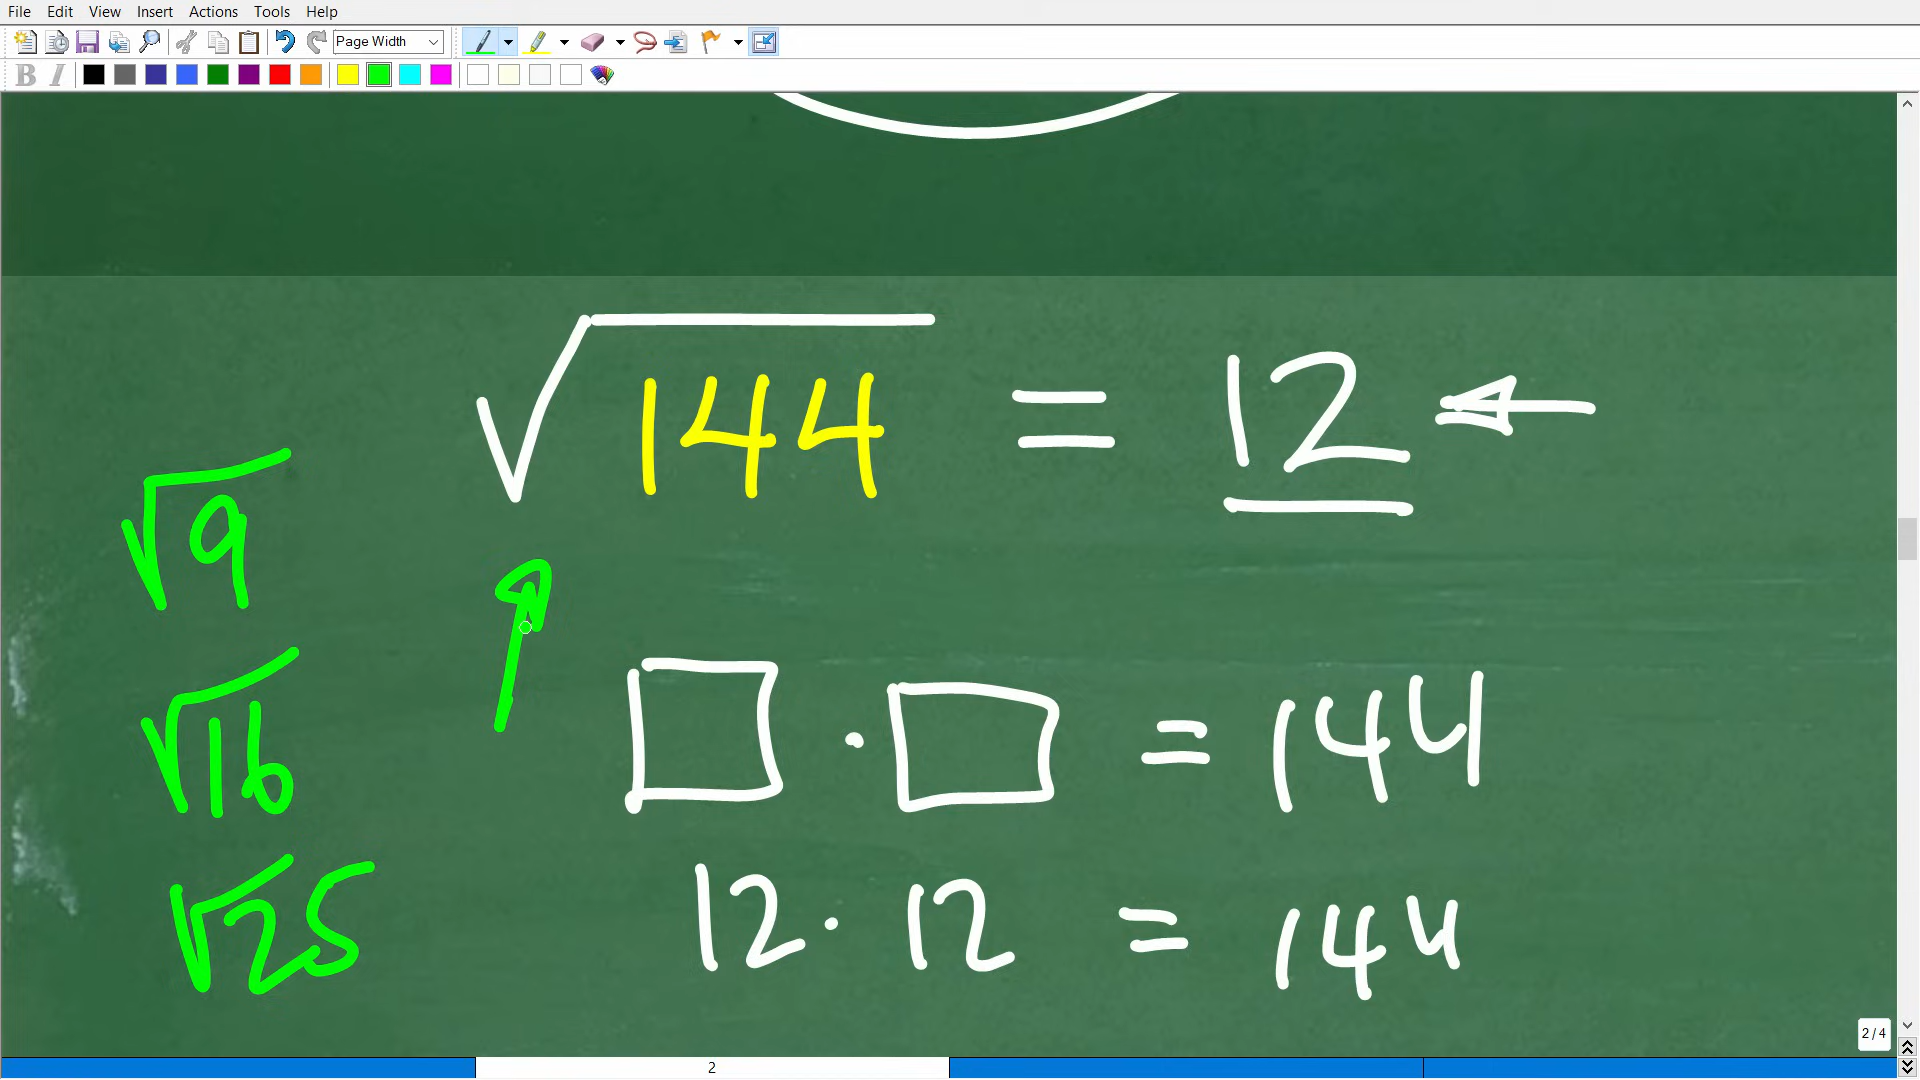 File Edit View Insert Actions Tools Help
Page Width
B I
√144 = 12
√9
√16
□ · □ = 144
√25
12 · 12 = 144
2 / 4
2